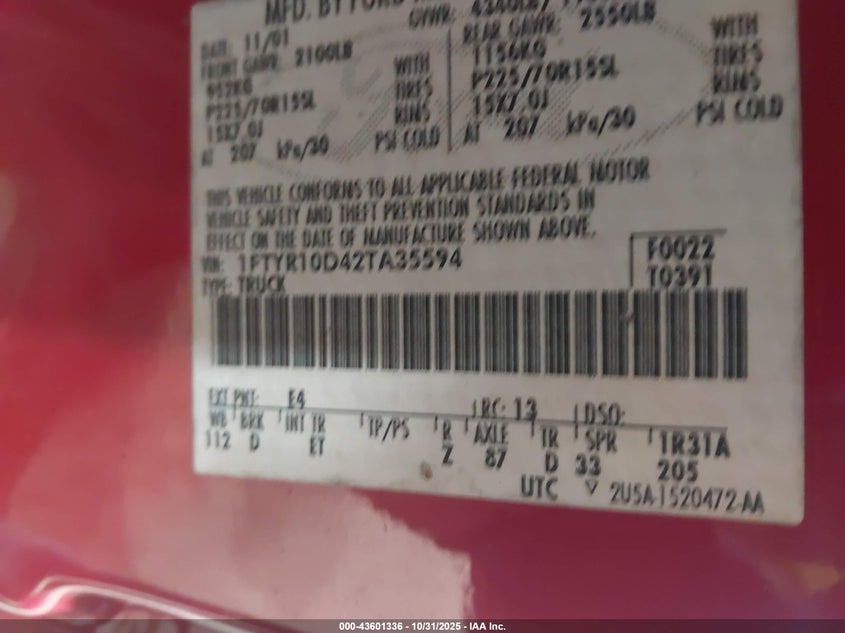 MFD. BY FORD
GVWR: 4340LB/
DATE: 11/01
REAR GAWR: 2550LB
FRONT GAWR: 2100LB
1156KG WITH
952KG WITH
P225/70R15SL TIRES
P225/70R15SL TIRES
15X7.0J RIMS
15X7.0J RIMS
AT 207 kPa/30 PSI COLD
AT 207 kPa/30 PSI COLD
THIS VEHICLE CONFORMS TO ALL APPLICABLE FEDERAL MOTOR
VEHICLE SAFETY AND THEFT PREVENTION STANDARDS IN
EFFECT ON THE DATE OF MANUFACTURE SHOWN ABOVE.
VIN: 1FTYR10D42TA35594
F0022
TYPE: TRUCK
T0391
EXT PNT: E4 RC: 13 DSO:
WB BRK INT TR TP/PS R AXLE TR SPR 1R31A
112 D ET Z 87 D 33 205
UTC 2U5A-1520472-AA
000-43601336 - 10/31/2025 - IAA Inc.